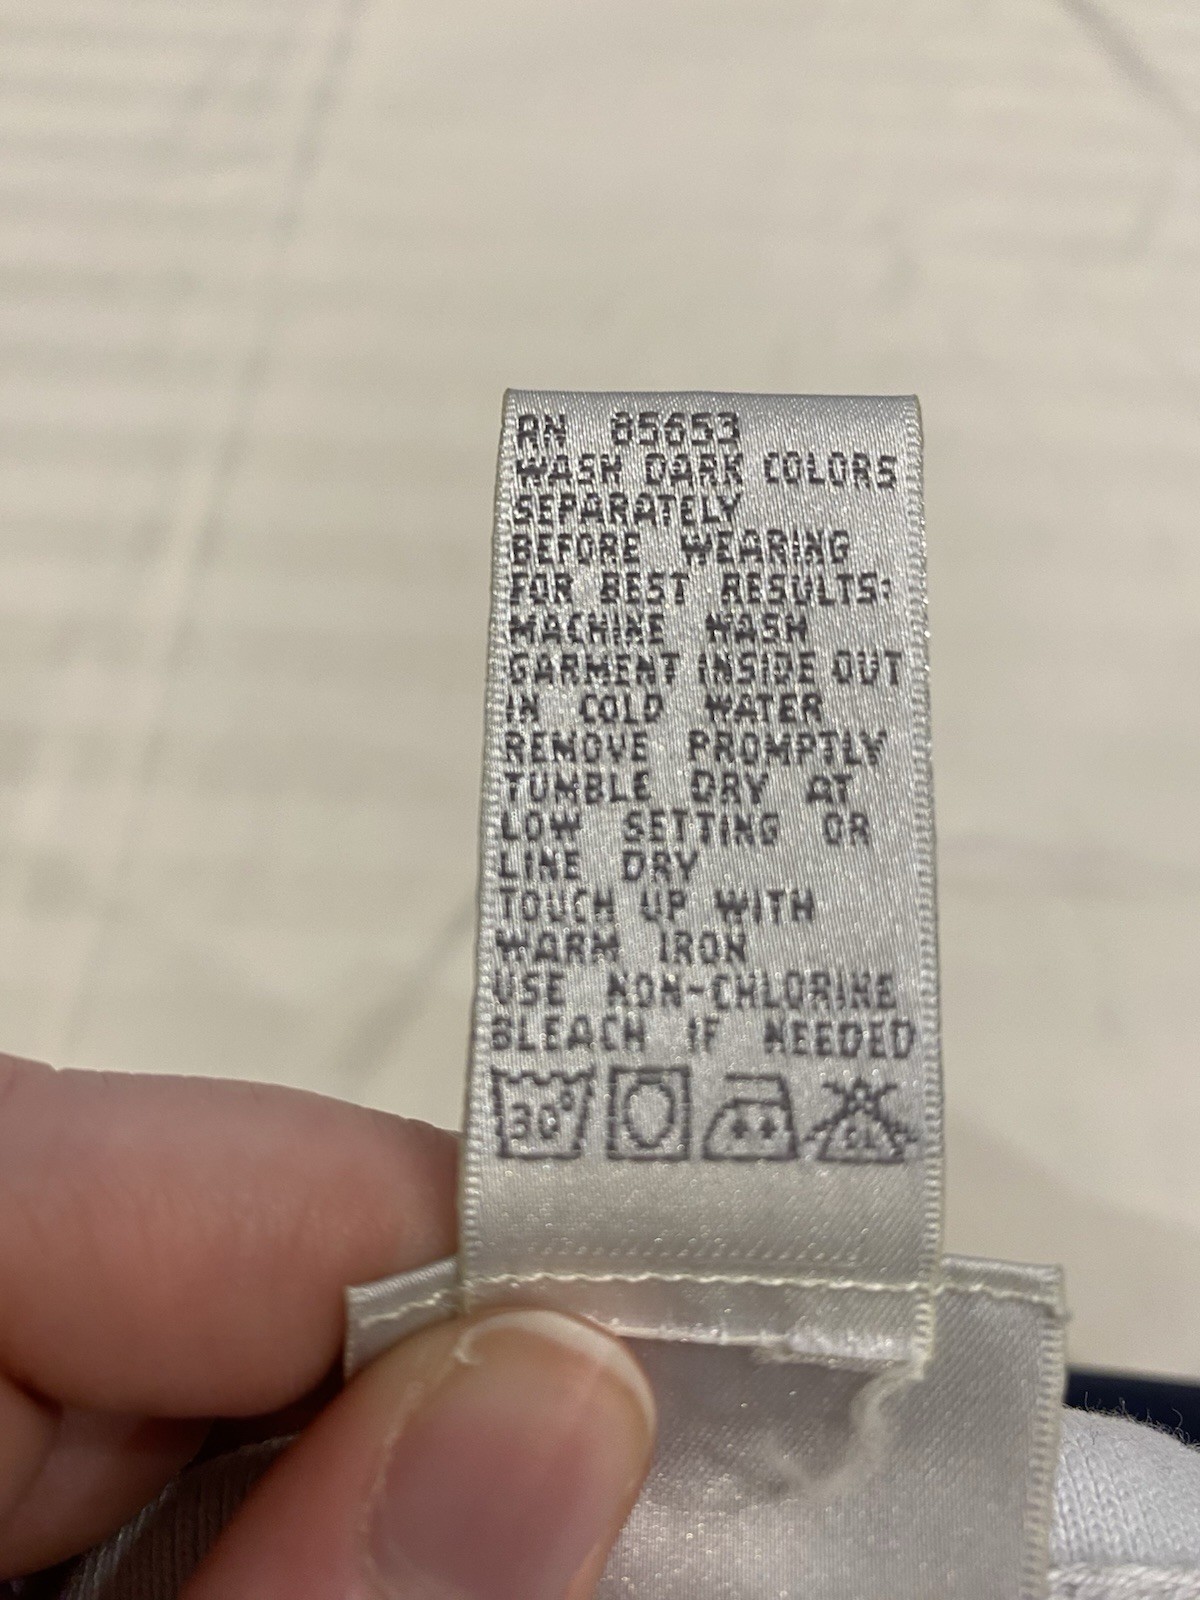 RN 85653
WASH DARK COLORS
SEPARATELY
BEFORE WEARING
FOR BEST RESULTS:
MACHINE WASH
GARMENT INSIDE OUT
IN COLD WATER
REMOVE PROMPTLY
TUMBLE DRY AT
LOW SETTING OR
LINE DRY
TOUCH UP WITH
WARM IRON
USE NON-CHLORINE
BLEACH IF NEEDED
30° CL